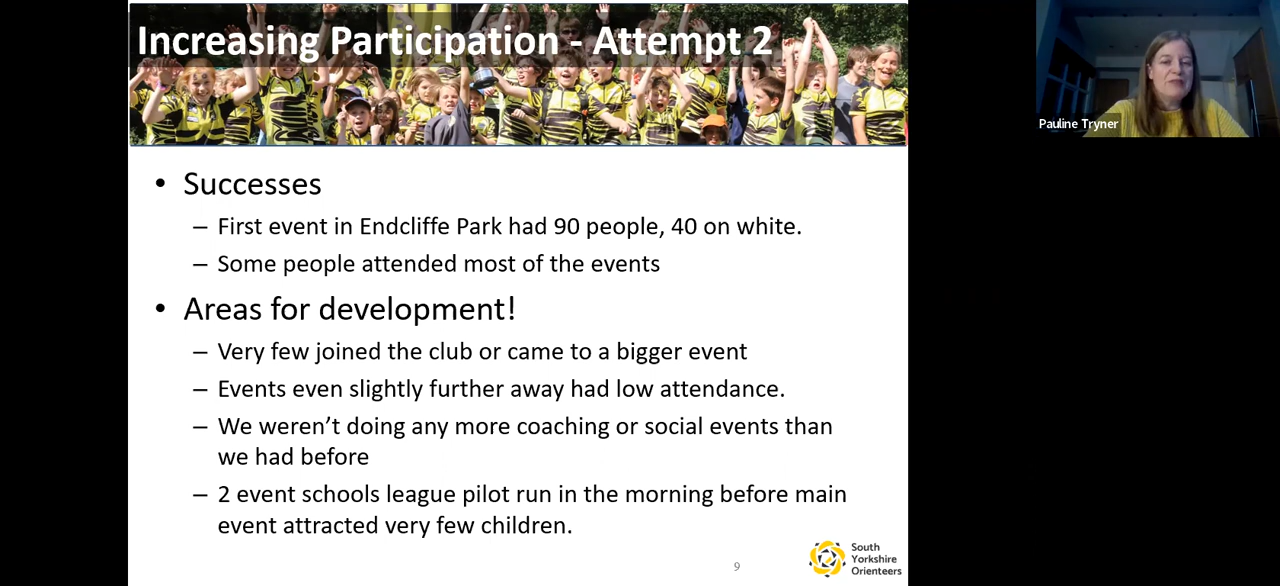 Increasing Participation - Attempt 2
Pauline Tryner
• Successes
– First event in Endcliffe Park had 90 people, 40 on white.
– Some people attended most of the events
• Areas for development!
– Very few joined the club or came to a bigger event
– Events even slightly further away had low attendance.
– We weren't doing any more coaching or social events than
we had before
– 2 event schools league pilot run in the morning before main
event attracted very few children.
9
South
Yorkshire
Orienteers